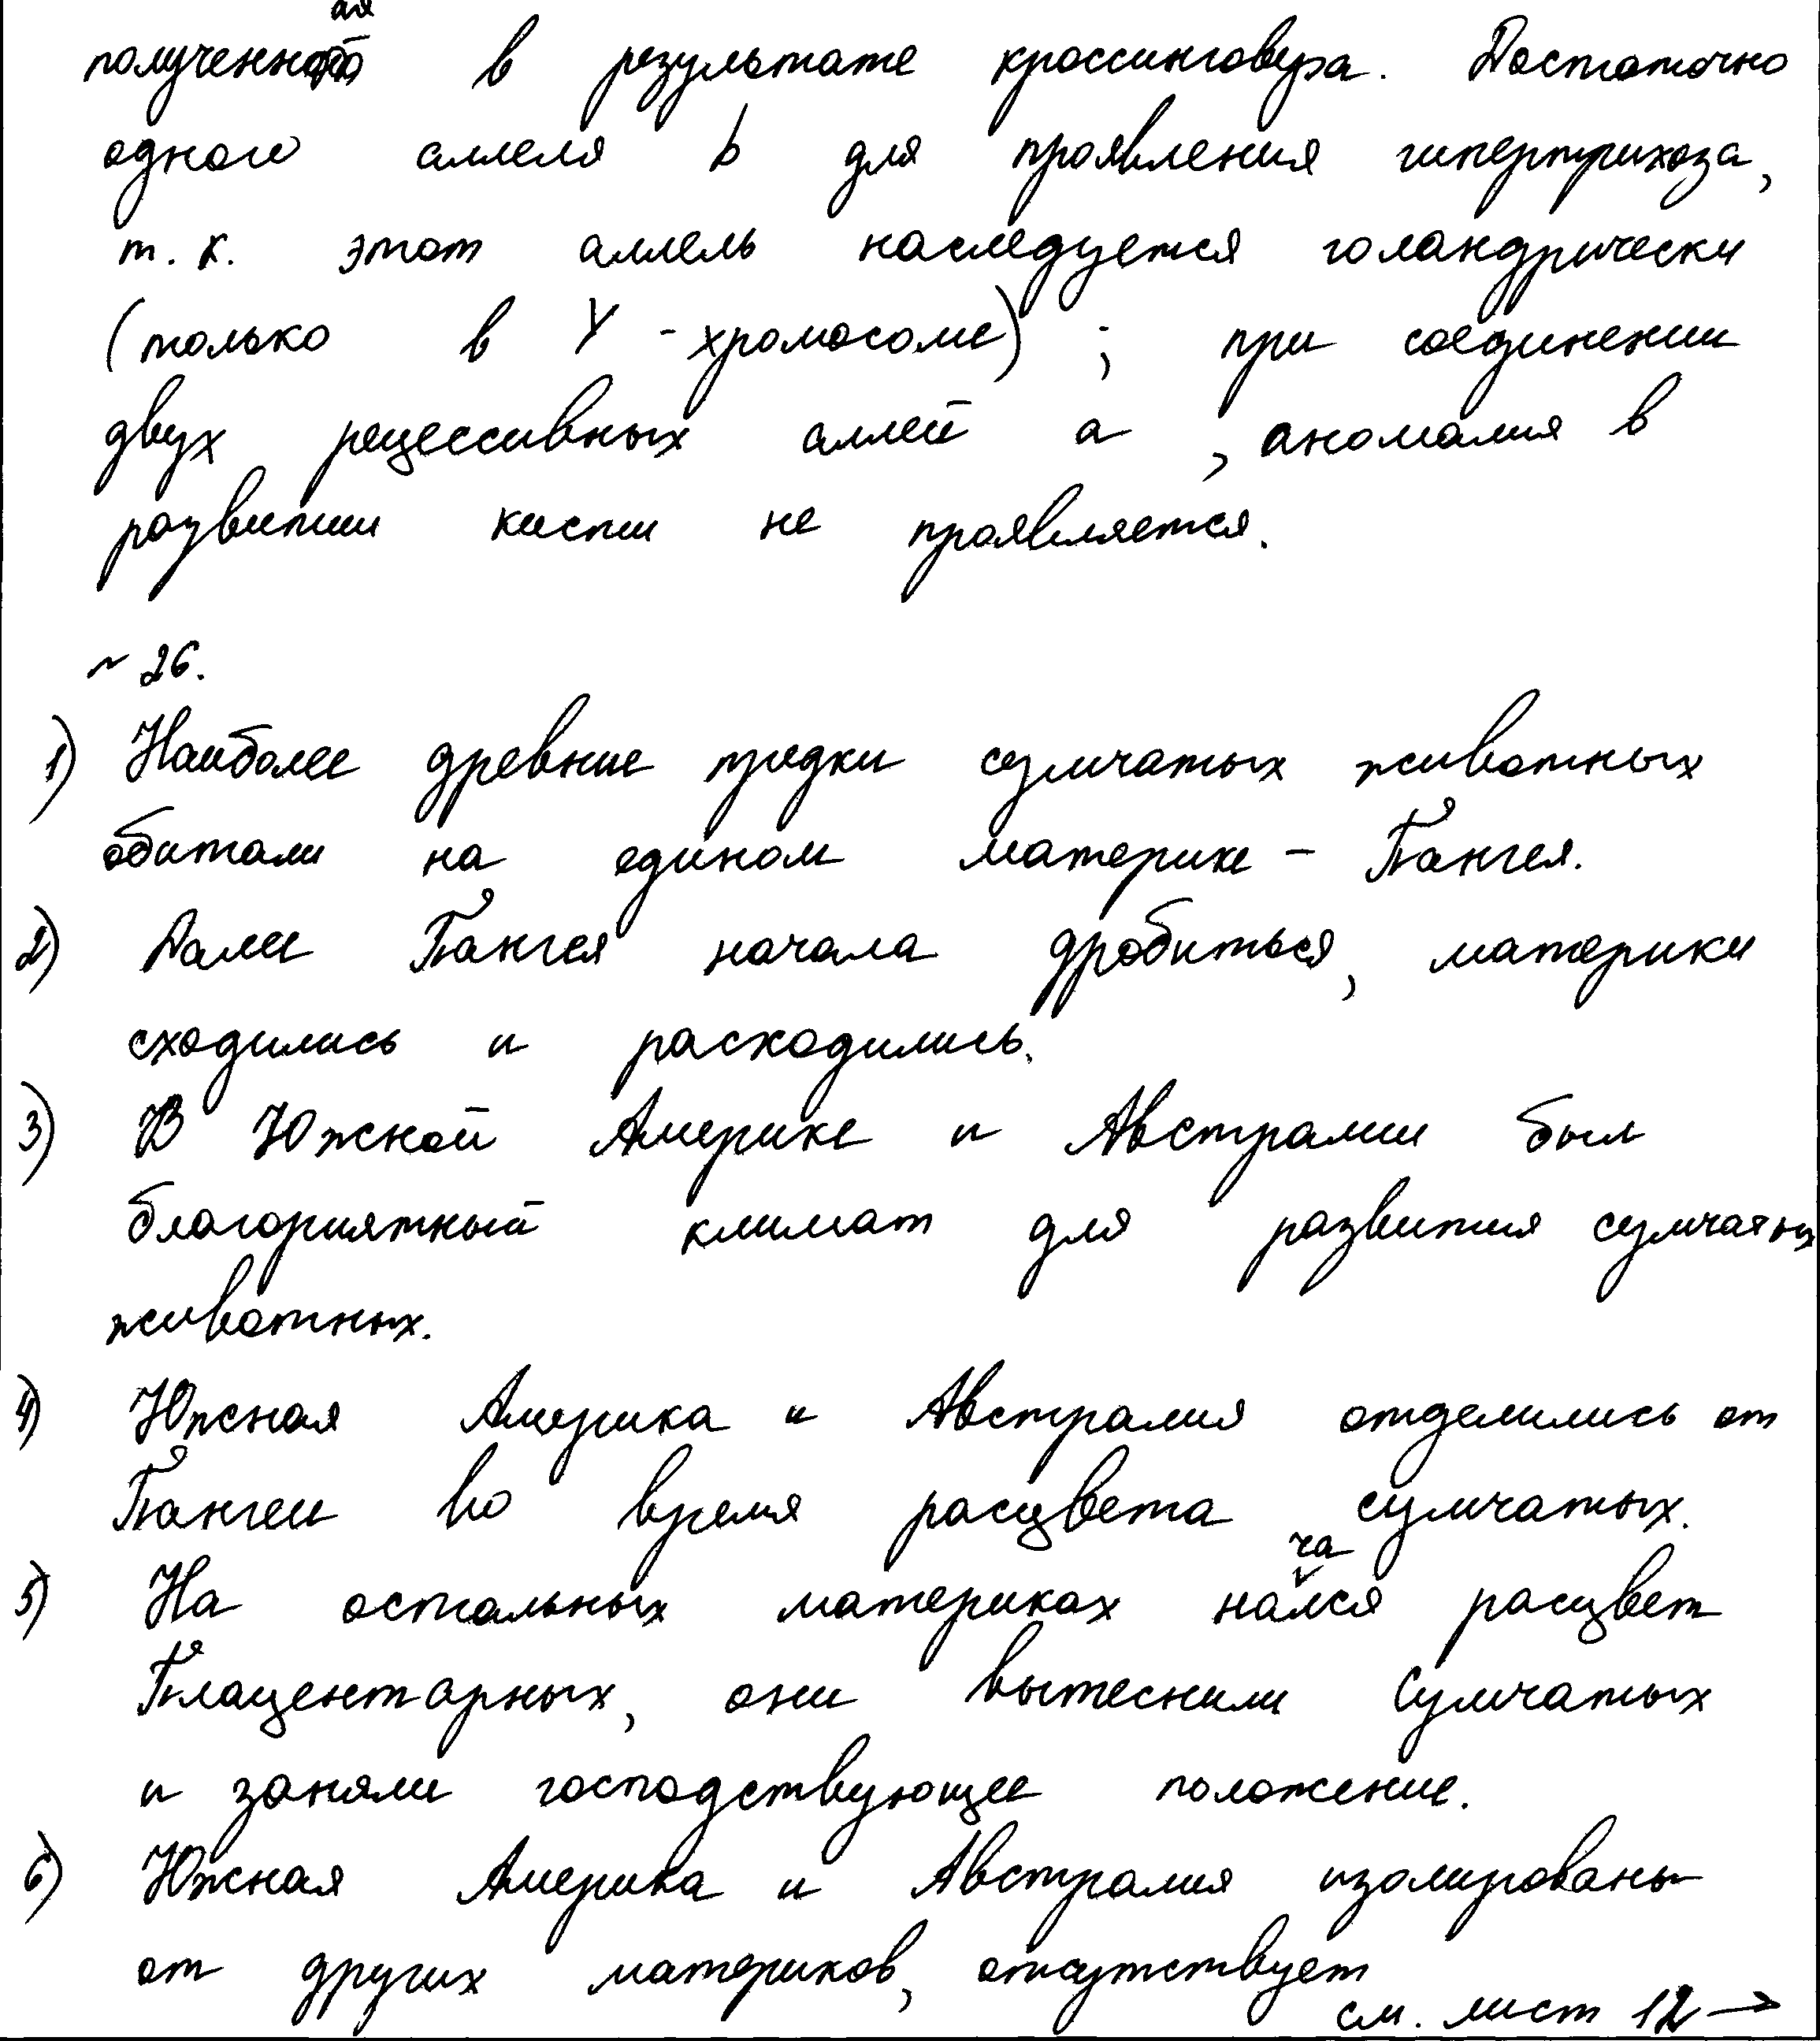 полученная в результате кроссинговера. Достаточно
одного аллеля b для проявления гипертрихоза,
т. к. этот аллель наследуется голандрически
(только в Y - хромосоме) ; при соединении
двух рецессивных аллей a , аномалия в
развитии кисти не проявляется.
~ 26.
1) Наиболее древние предки сумчатых животных
обитали на едином материке – Пангея.
2) Далее Пангея начала дробиться, материки
сходились и расходились.
3) В Южной Америке и Австралии был
благориятный климат для развития сумчатых
животных.
4) Южная Америка и Австралия отделились от
Пангеи во время расцвета сумчатых.
5) На остальных материках начался расцвет
Плацентарных, они вытеснили Сумчатых
и заняли господствующее положение.
6) Южная Америка и Австралия изолированы
от других материков, отсутствует
см. лист 12 →